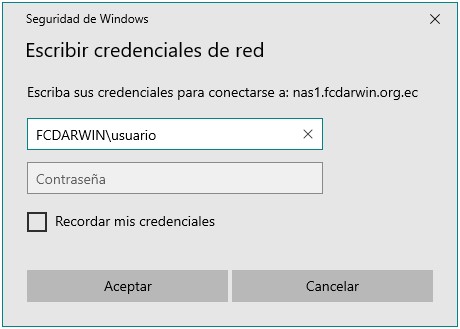 Seguridad de Windows
Escribir credenciales de red
Escriba sus credenciales para conectarse a: nas1.fcdarwin.org.ec
FCDARWIN\usuario
Contraseña
Recordar mis credenciales
Aceptar
Cancelar